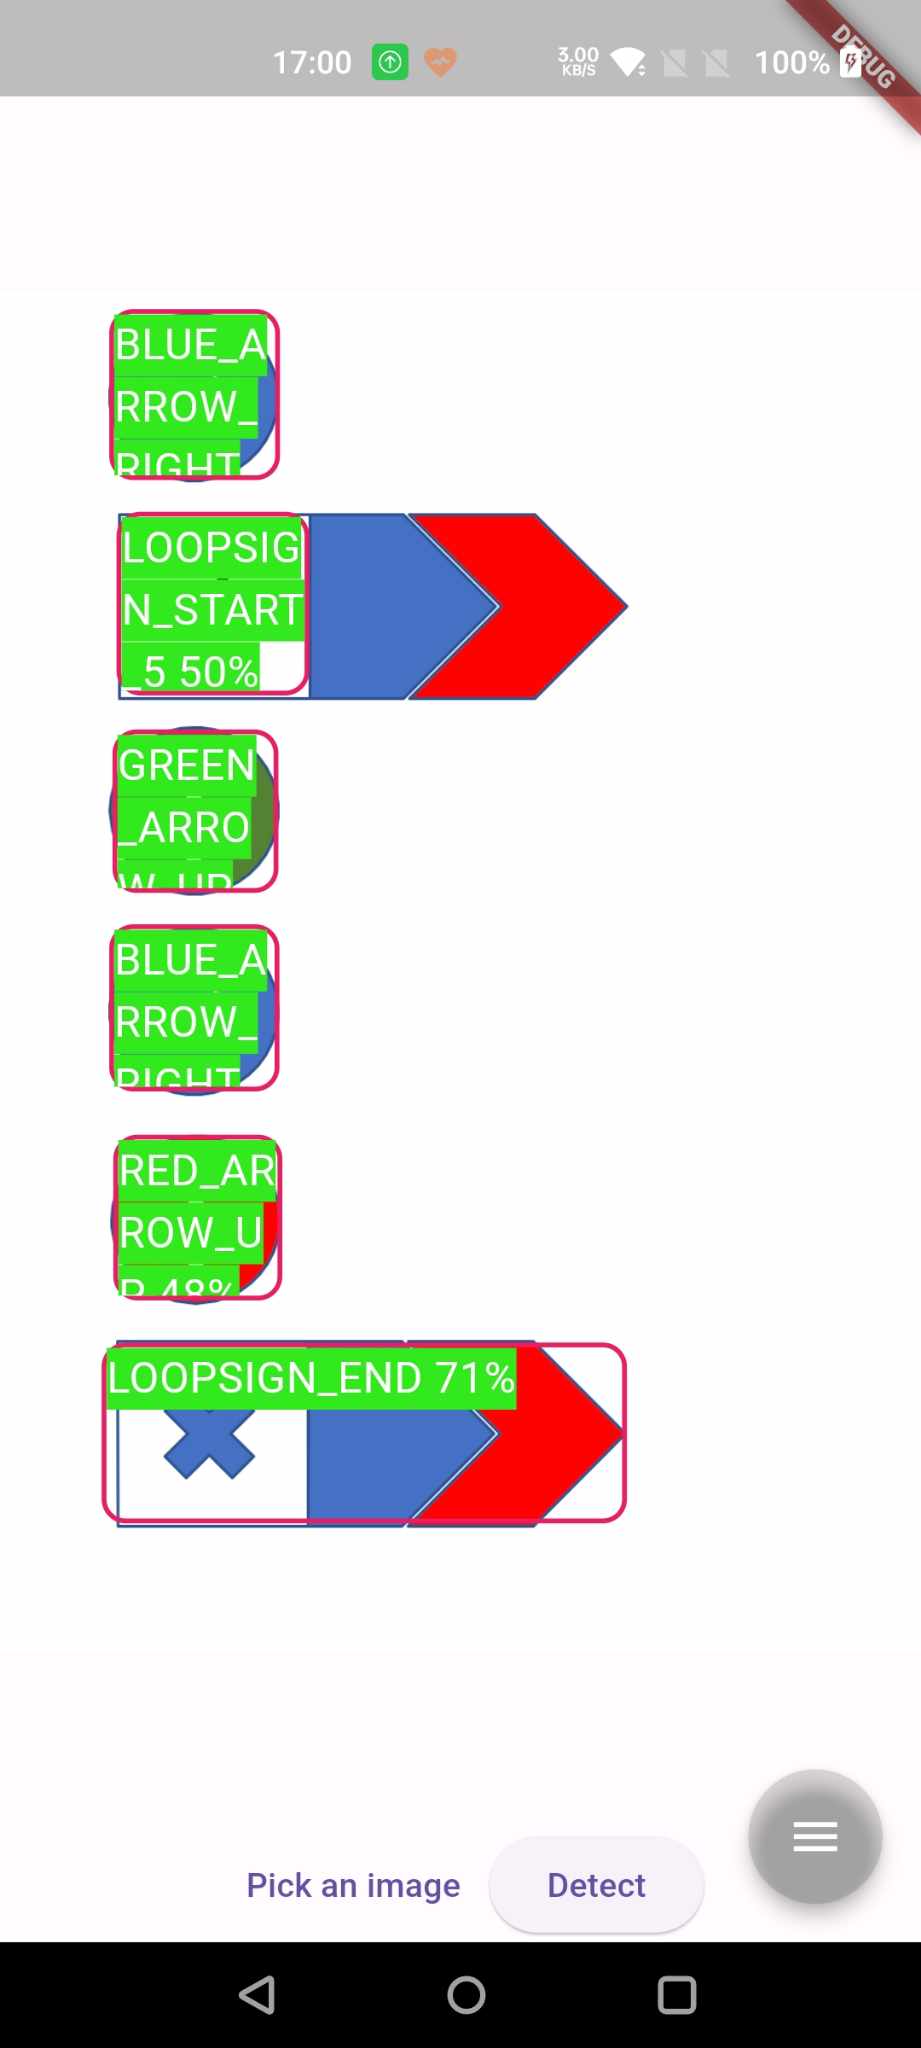 17:00
3.00
KB/S
100%
DEBUG
BLUE_A
RROW_
RIGHT
LOOPSIG
N_START
_5 50%
GREEN
_ARRO
W_UP
BLUE_A
RROW_
RIGHT
RED_AR
ROW_U
P 48%
LOOPSIGN_END 71%
Pick an image
Detect